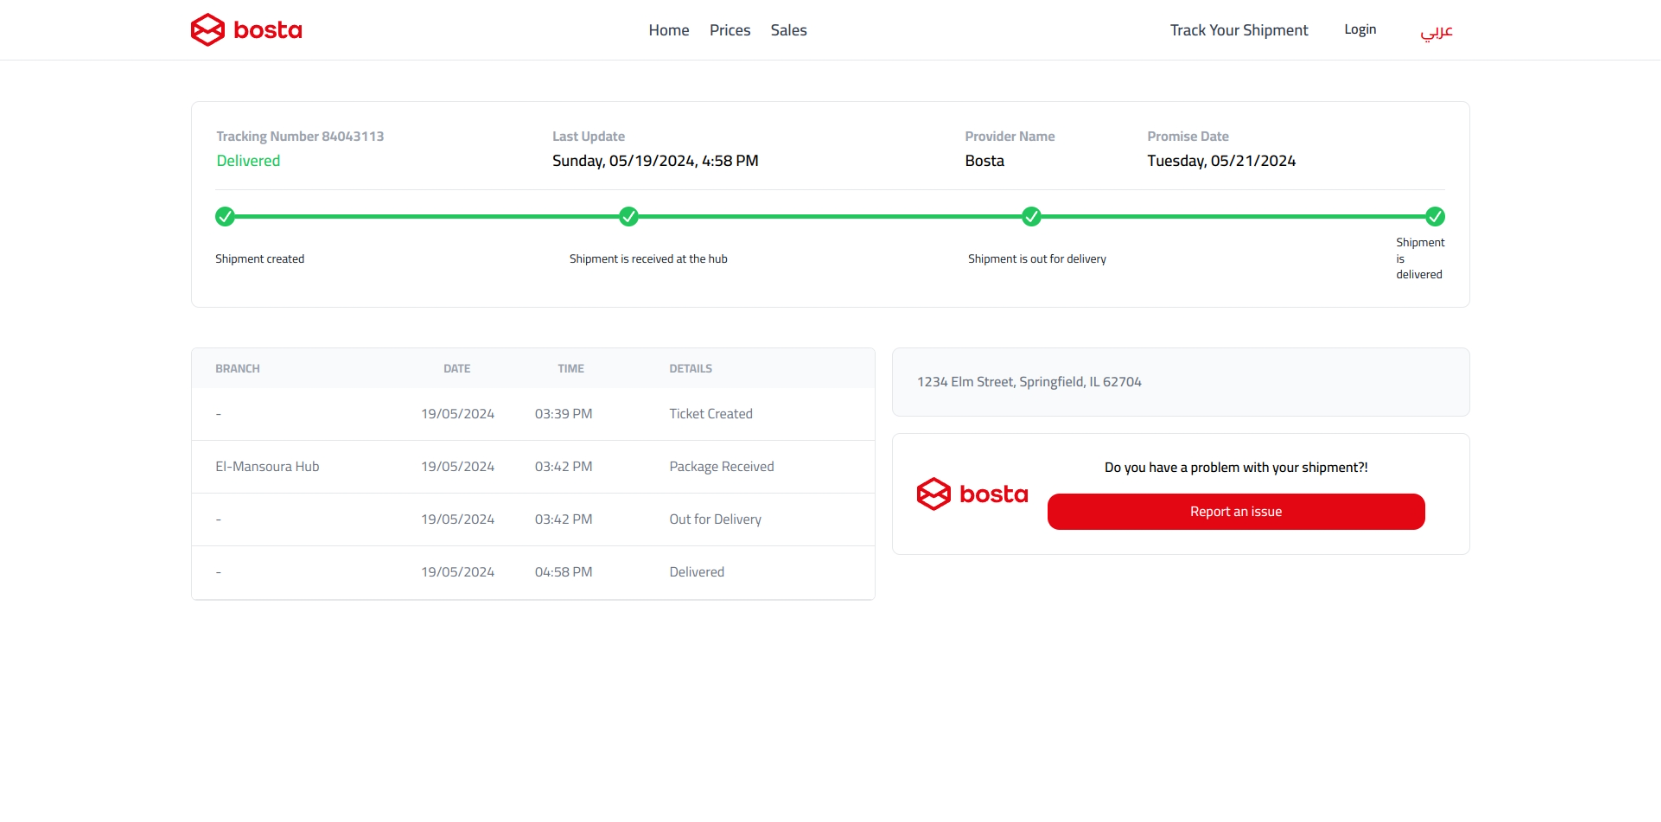 bosta Home Prices Sales Track Your Shipment Login عربي
Tracking Number 84043113 Last Update Provider Name Promise Date
Delivered Sunday, 05/19/2024, 4:58 PM Bosta Tuesday, 05/21/2024
Shipment created Shipment is received at the hub Shipment is out for delivery Shipment
is
delivered
BRANCH DATE TIME DETAILS
- 19/05/2024 03:39 PM Ticket Created
El-Mansoura Hub 19/05/2024 03:42 PM Package Received
- 19/05/2024 03:42 PM Out for Delivery
- 19/05/2024 04:58 PM Delivered
1234 Elm Street, Springfield, IL 62704
Do you have a problem with your shipment?!
bosta
Report an issue